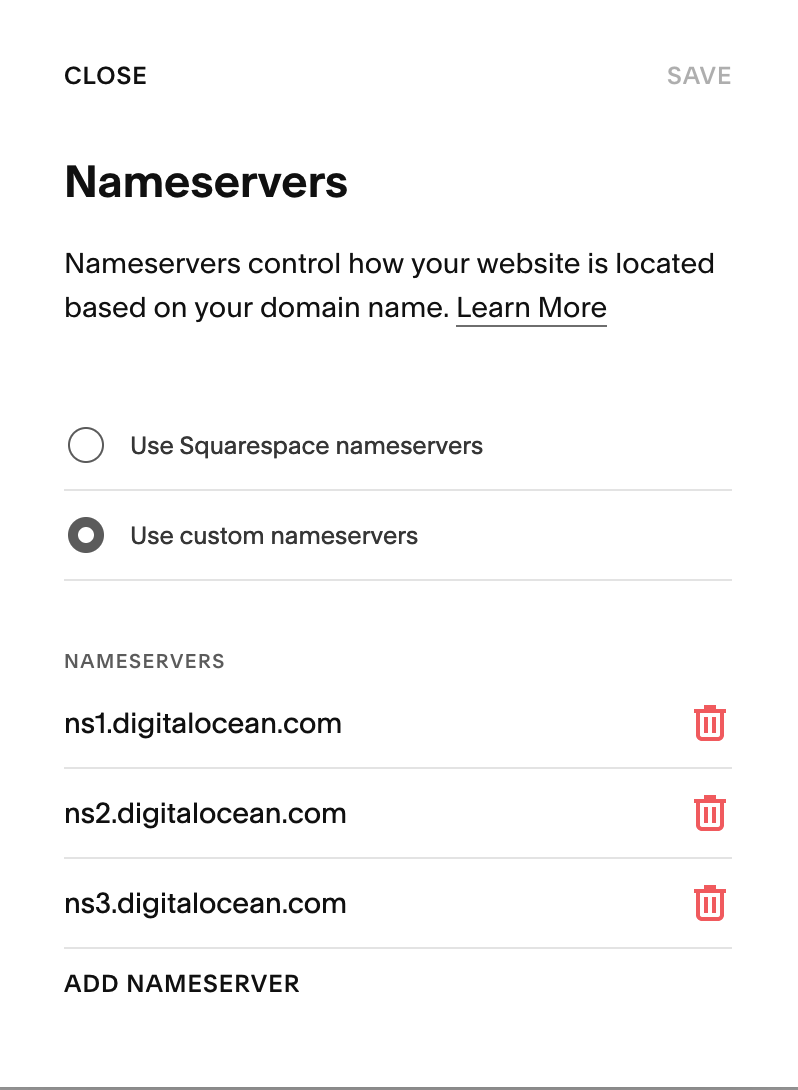 CLOSE
SAVE
Nameservers
Nameservers control how your website is located
based on your domain name. Learn More
Use Squarespace nameservers
Use custom nameservers
NAMESERVERS
ns1.digitalocean.com
ns2.digitalocean.com
ns3.digitalocean.com
ADD NAMESERVER